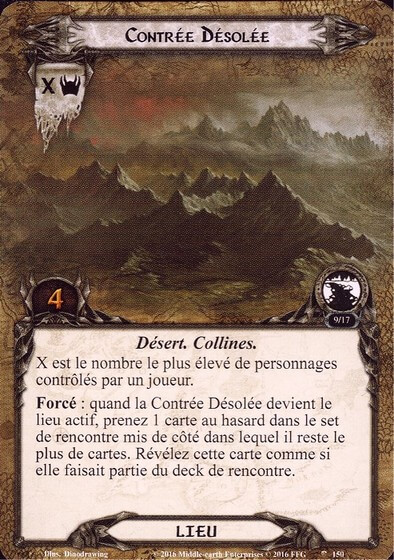 Contrée Désolée
X
4
9/17
Désert. Collines.
X est le nombre le plus élevé de personnages
contrôlés par un joueur.
Forcé : quand la Contrée Désolée devient le
lieu actif, prenez 1 carte au hasard dans le set
de rencontre mis de côté dans lequel il reste le
plus de cartes. Révélez cette carte comme si
elle faisait partie du deck de rencontre.
LIEU
Illus. Dinodrawing
© 2016 Middle-earth Enterprises © 2016 FFG
150